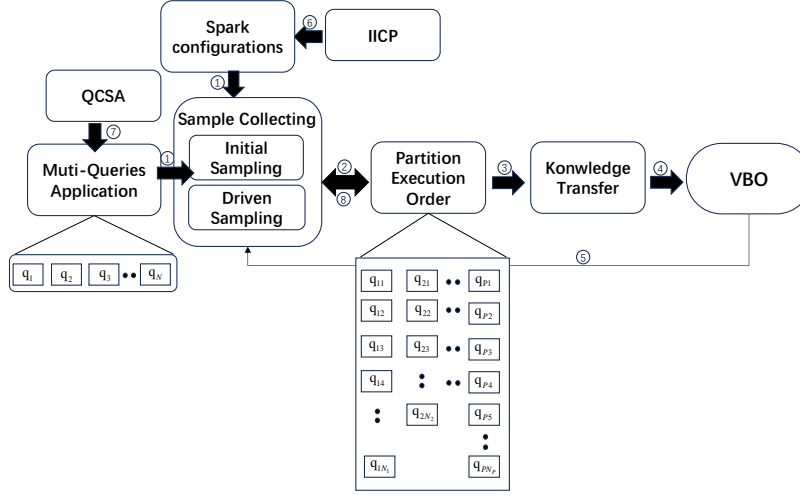 Spark
configurations
⑥
IICP
QCSA
①
⑦
Sample Collecting
Initial
Sampling
Driven
Sampling
Muti-Queries
Application
①
②
⑧
Partition
Execution
Order
③
Konwledge
Transfer
④
VBO
⑤
q1 q2 q3 qN
q11 q21 qP1
q12 q22 qP2
q13 q23 qP3
q14 qP4
q2N2 qP5
q1N1 qPNP